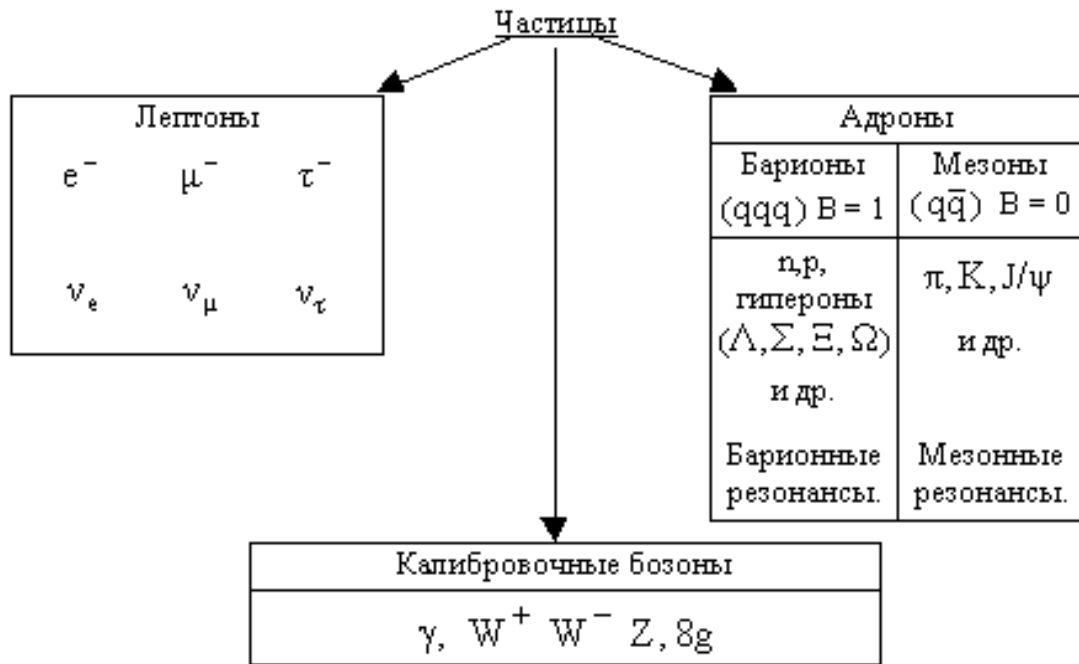 Частицы
Лептоны
e⁻ μ⁻ τ⁻
νₑ ν_μ ν_τ
Адроны
Барионы
(qqq) B = 1
n,p,
гипероны
(Λ,Σ,Ξ,Ω)
и др.
Барионные
резонансы.
Мезоны
(qq̅) B = 0
π,K,J/ψ
и др.
Мезонные
резонансы.
Калибровочные бозоны
γ, W⁺ W⁻ Z, 8g